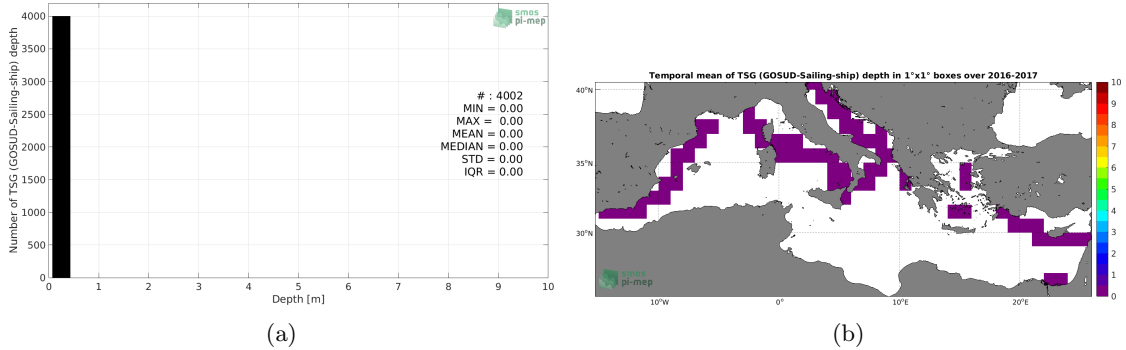 smos
pi-mep
Number of TSG (GOSUD-Sailing-ship) depth
4000
3500
3000
2500
2000
1500
1000
500
0
# : 4002
MIN = 0.00
MAX = 0.00
MEAN = 0.00
MEDIAN = 0.00
STD = 0.00
IQR = 0.00
0 1 2 3 4 5 6 7 8 9 10
Depth [m]
(a)
Temporal mean of TSG (GOSUD-Sailing-ship) depth in 1°x1° boxes over 2016-2017
40°N
35°N
30°N
10°W 0° 10°E 20°E
smos
pi-mep
10
9
8
7
6
5
4
3
2
1
0
(b)